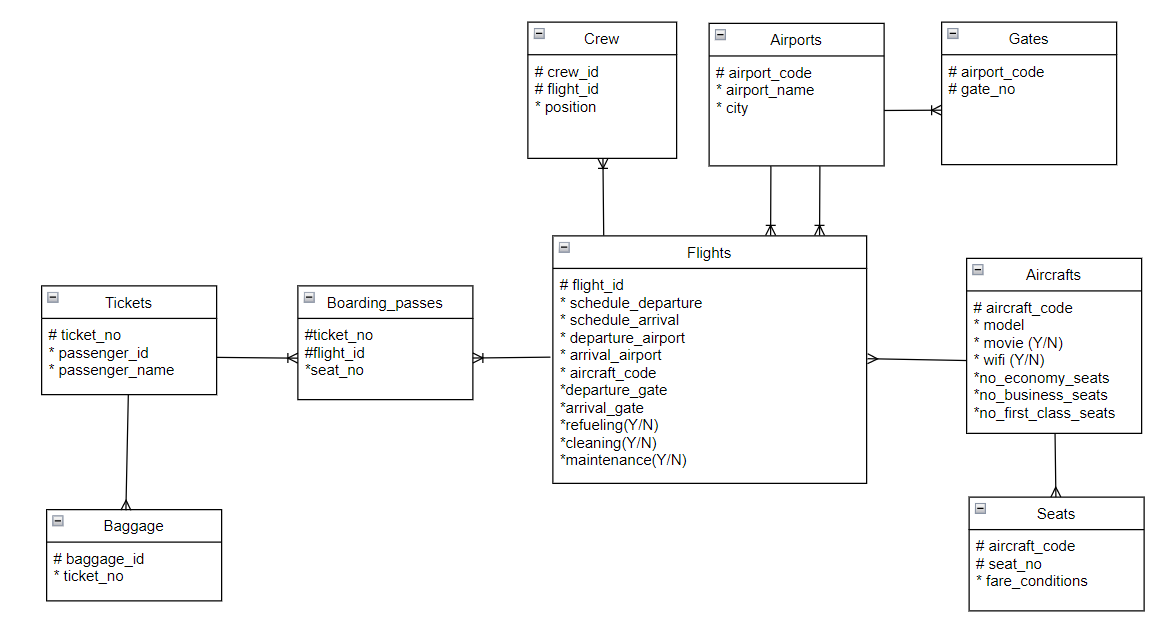 Crew
# crew_id
# flight_id
* position
Airports
# airport_code
* airport_name
* city
Gates
# airport_code
# gate_no
Flights
# flight_id
* schedule_departure
* schedule_arrival
* departure_airport
* arrival_airport
* aircraft_code
*departure_gate
*arrival_gate
*refueling(Y/N)
*cleaning(Y/N)
*maintenance(Y/N)
Tickets
# ticket_no
* passenger_id
* passenger_name
Boarding_passes
#ticket_no
#flight_id
*seat_no
Aircrafts
# aircraft_code
* model
* movie (Y/N)
* wifi (Y/N)
*no_economy_seats
*no_business_seats
*no_first_class_seats
Baggage
# baggage_id
* ticket_no
Seats
# aircraft_code
# seat_no
* fare_conditions